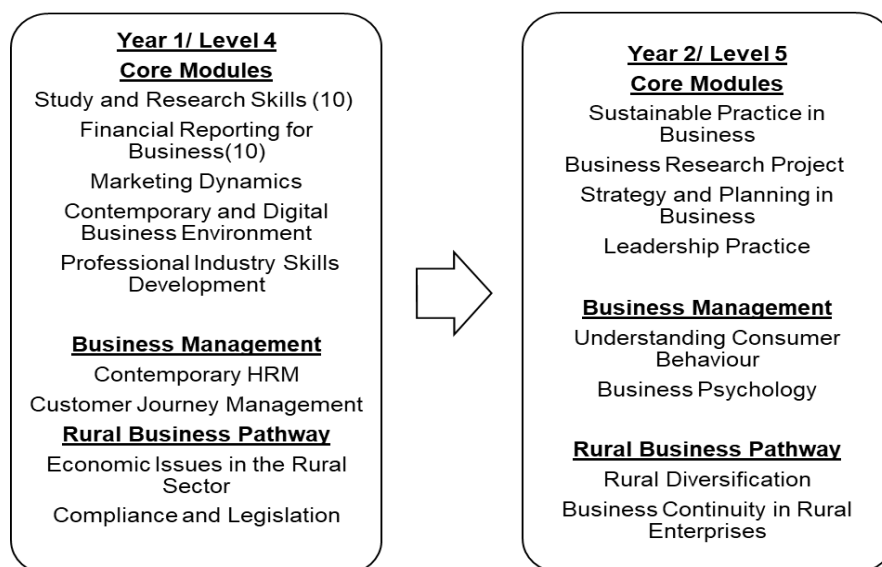 Year 1/ Level 4
Core Modules
Study and Research Skills (10)
Financial Reporting for
Business(10)
Marketing Dynamics
Contemporary and Digital
Business Environment
Professional Industry Skills
Development
Business Management
Contemporary HRM
Customer Journey Management
Rural Business Pathway
Economic Issues in the Rural
Sector
Compliance and Legislation
Year 2/ Level 5
Core Modules
Sustainable Practice in
Business
Business Research Project
Strategy and Planning in
Business
Leadership Practice
Business Management
Understanding Consumer
Behaviour
Business Psychology
Rural Business Pathway
Rural Diversification
Business Continuity in Rural
Enterprises